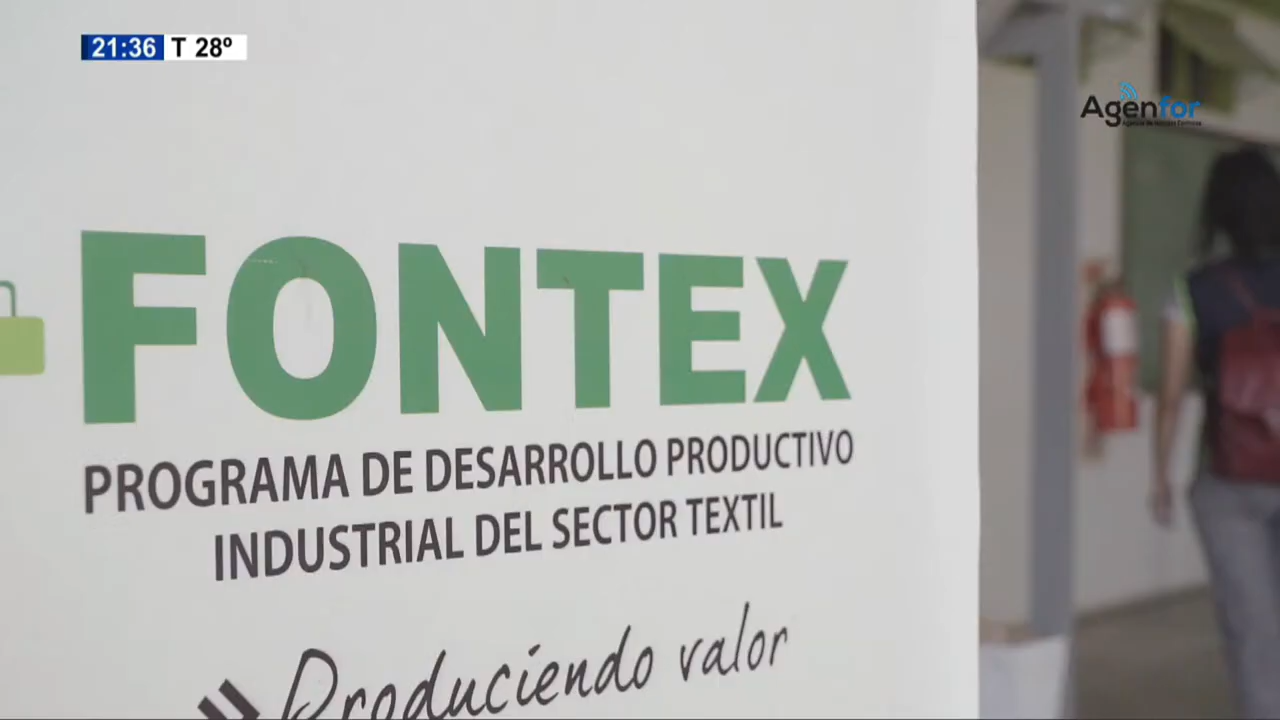 21:36 T 28º
Agenfor
FONTEX
PROGRAMA DE DESARROLLO PRODUCTIVO
INDUSTRIAL DEL SECTOR TEXTIL
Produciendo valor